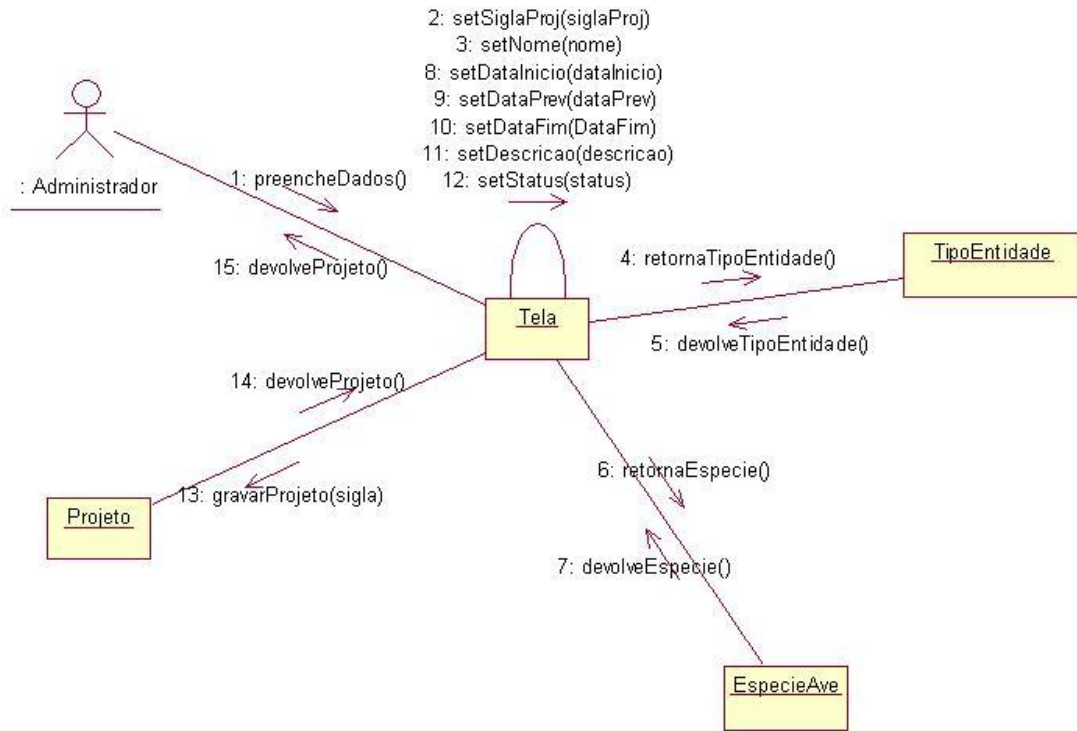 2: setSiglaProj(siglaProj)
3: setNome(nome)
8: setDataInicio(dataInicio)
9: setDataPrev(dataPrev)
10: setDataFim(DataFim)
11: setDescricao(descricao)
12: setStatus(status)
: Administrador
1: preencheDados()
15: devolveProjeto()
4: retornaTipoEntidade()
TipoEntidade
Tela
5: devolveTipoEntidade()
14: devolveProjeto()
13: gravarProjeto(sigla)
Projeto
6: retornaEspecie()
7: devolveEspecie()
EspecieAve